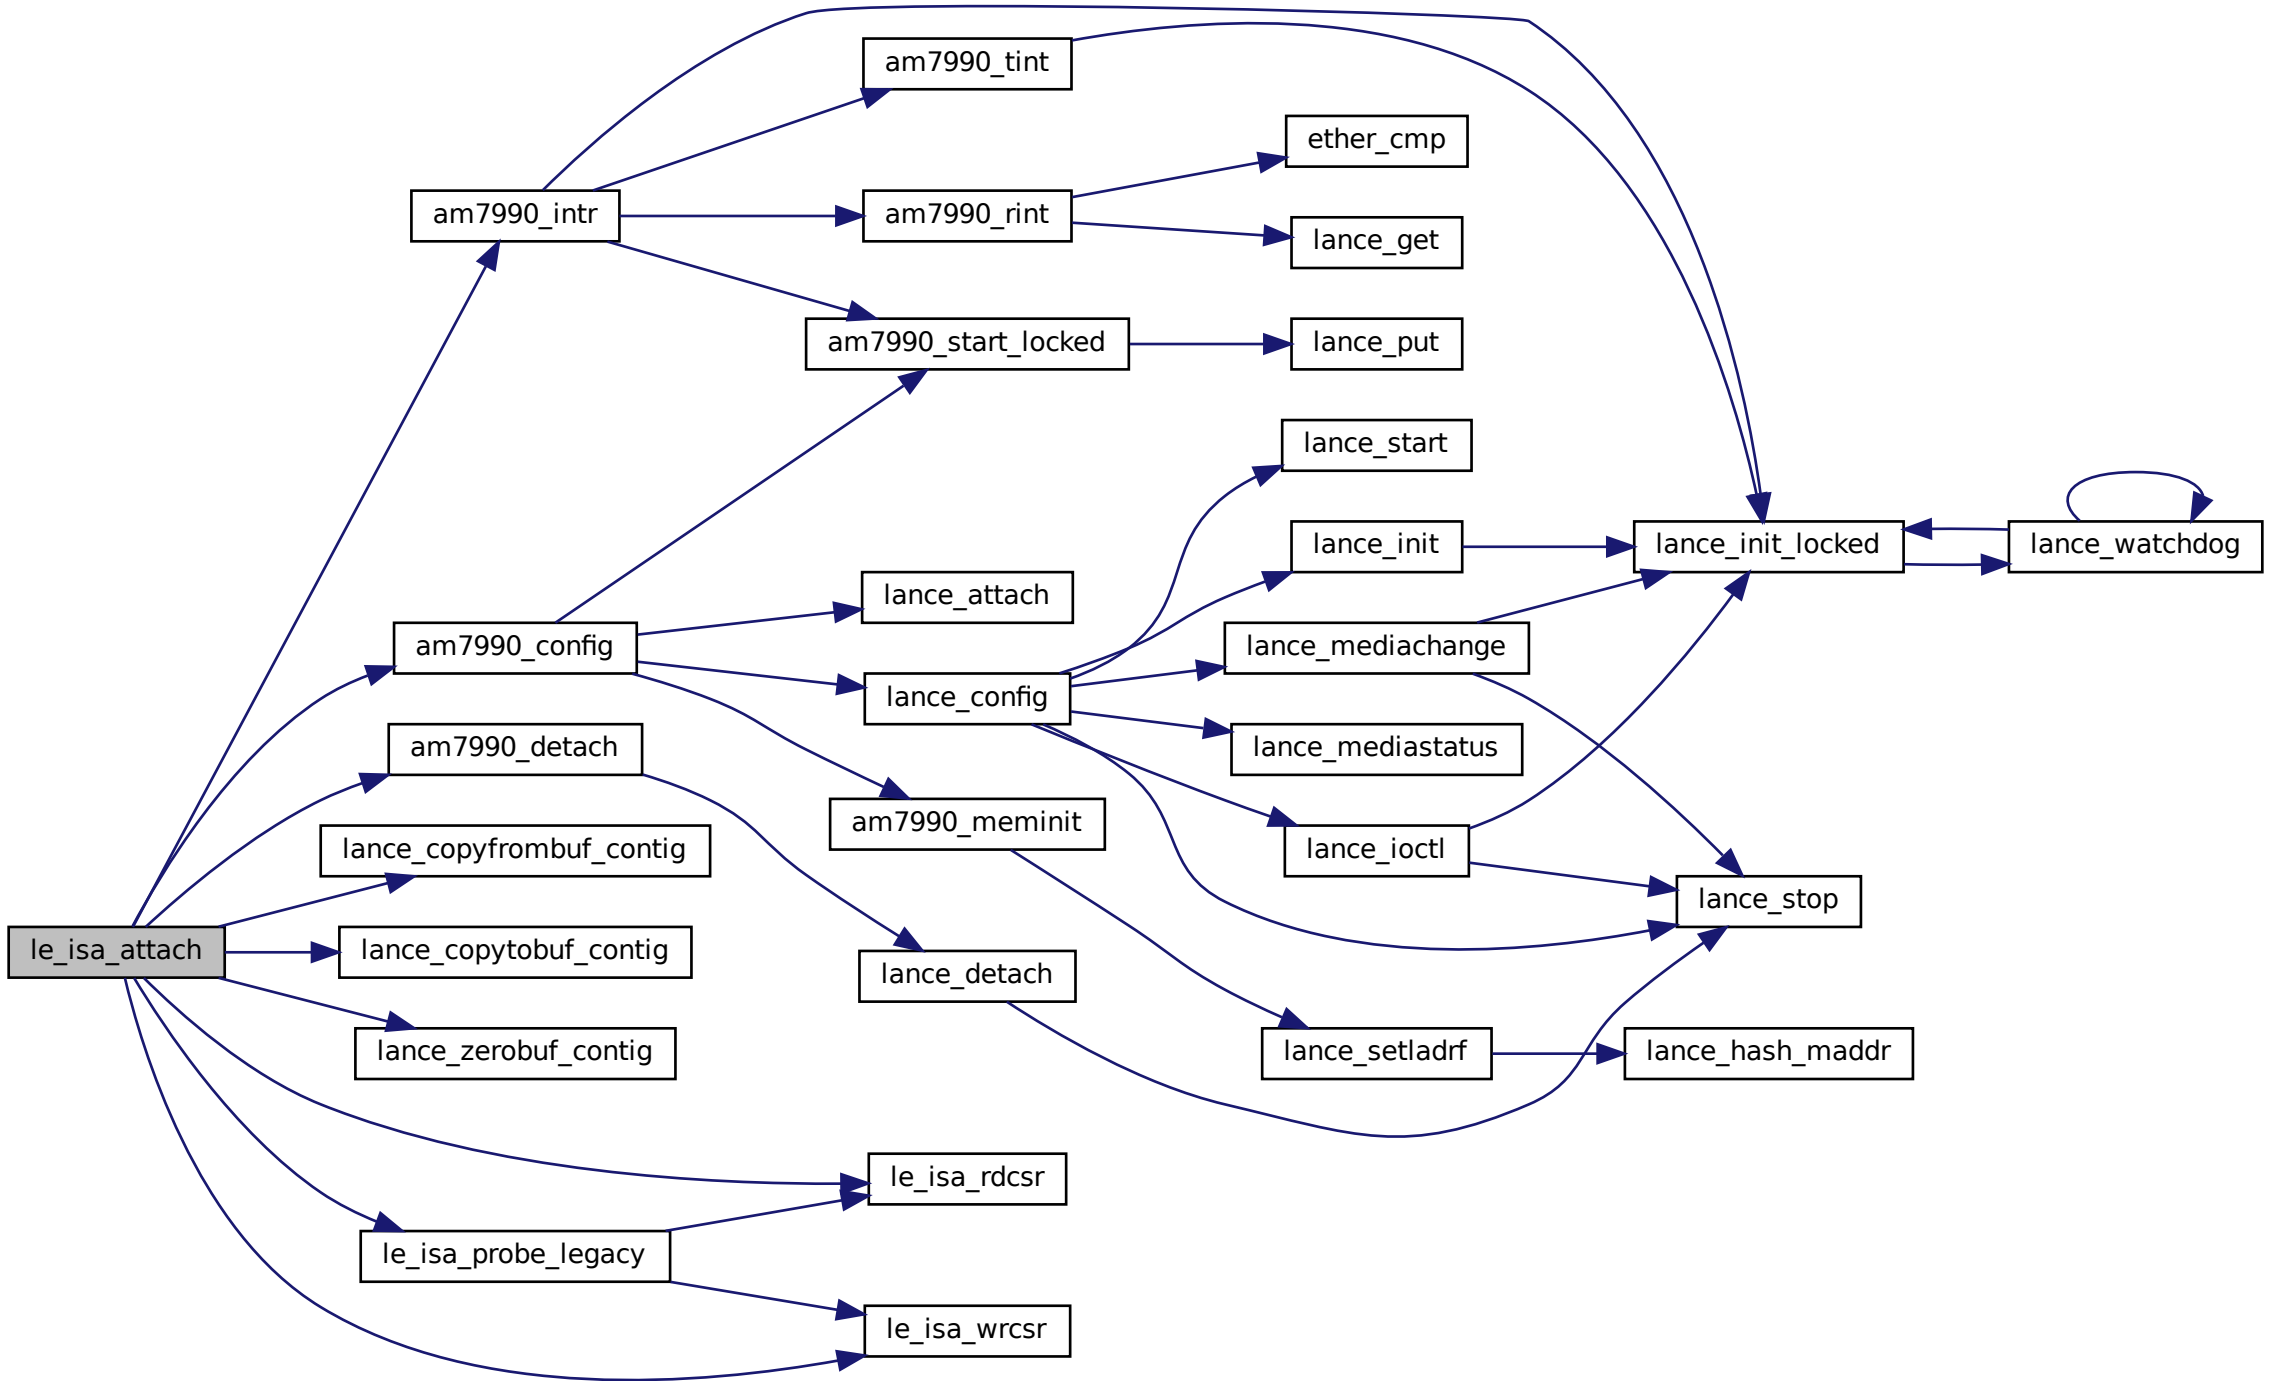 am7990_tint
ether_cmp
am7990_intr
am7990_rint
lance_get
am7990_start_locked
lance_put
lance_start
lance_init
lance_init_locked
lance_watchdog
lance_attach
am7990_config
lance_mediachange
lance_config
am7990_detach
lance_mediastatus
am7990_meminit
lance_copyfrombuf_contig
lance_ioctl
lance_stop
le_isa_attach
lance_copytobuf_contig
lance_detach
lance_zerobuf_contig
lance_setladrf
lance_hash_maddr
le_isa_rdcsr
le_isa_probe_legacy
le_isa_wrcsr